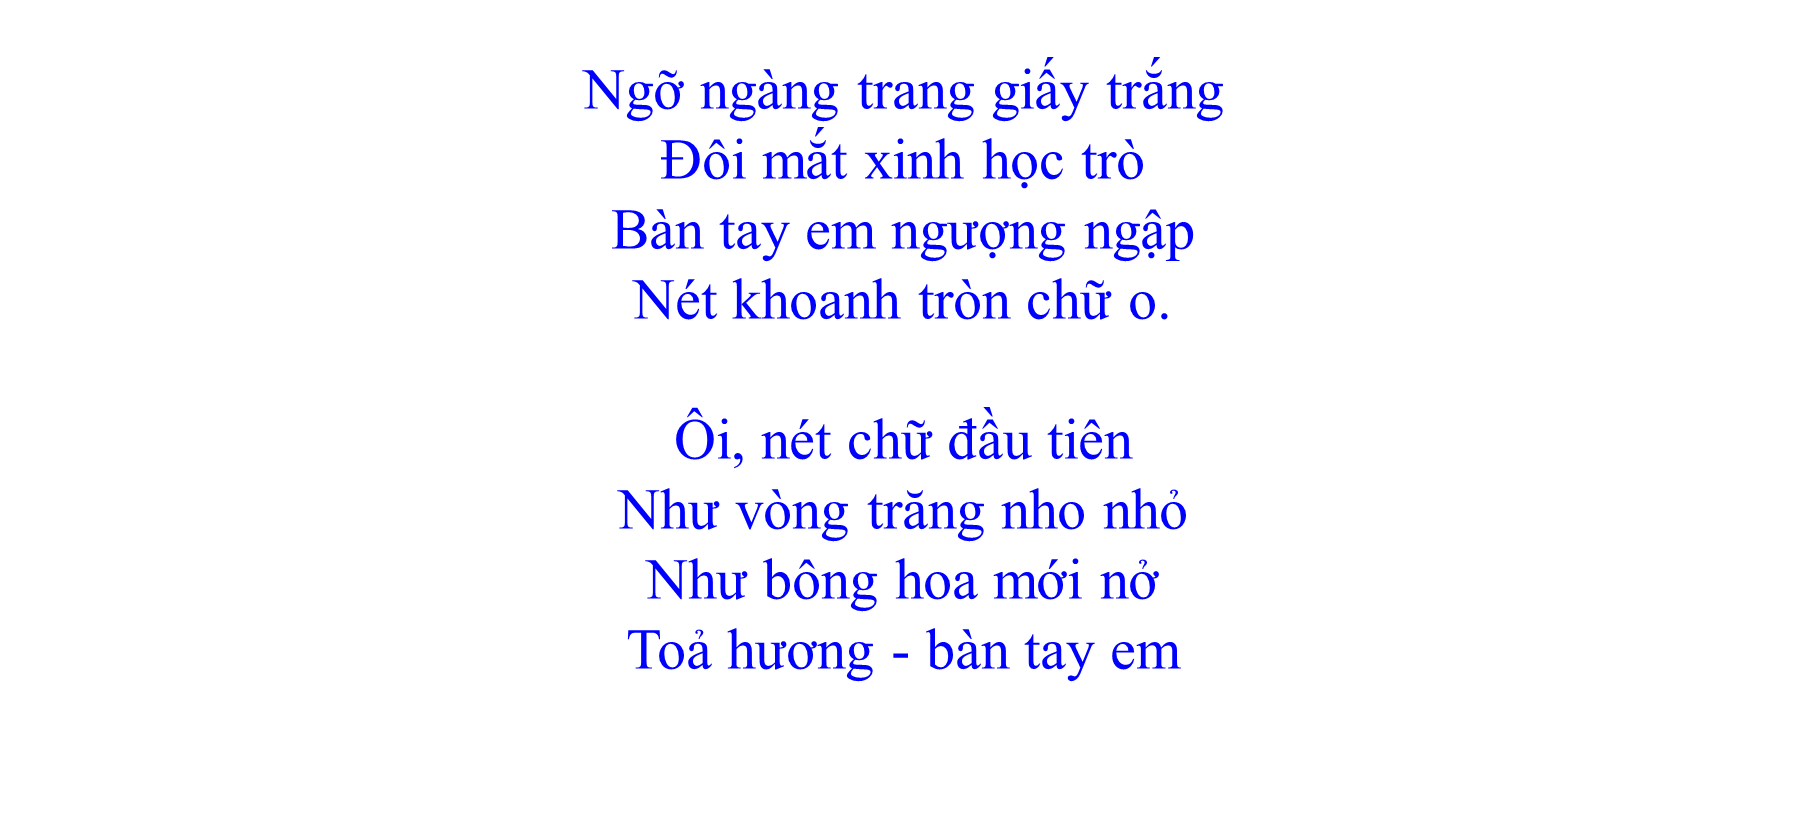 Ngỡ ngàng trang giấy trắng
Đôi mắt xinh học trò
Bàn tay em ngượng ngập
Nét khoanh tròn chữ o.
Ôi, nét chữ đầu tiên
Như vòng trăng nho nhỏ
Như bông hoa mới nở
Toả hương - bàn tay em